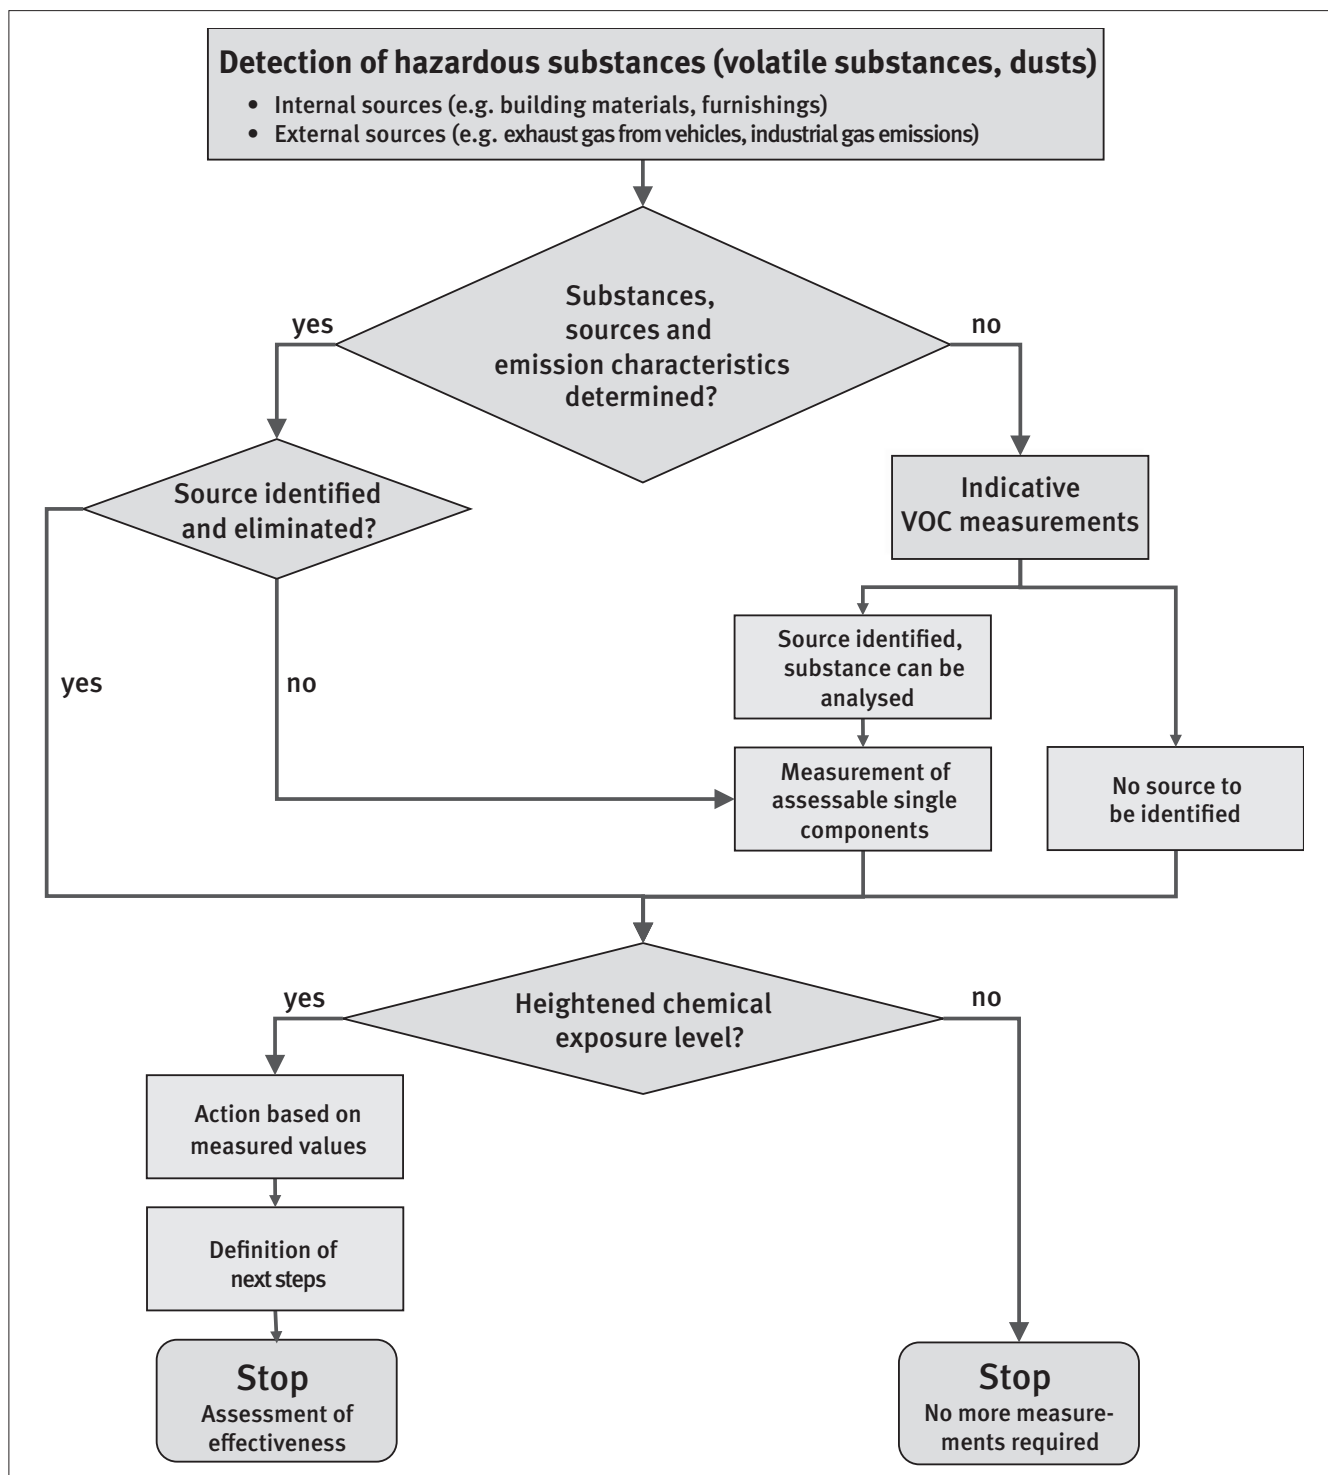 Detection of hazardous substances (volatile substances, dusts)
• Internal sources (e.g. building materials, furnishings)
• External sources (e.g. exhaust gas from vehicles, industrial gas emissions)
Substances,
sources and
emission characteristics
determined?
yes
no
Source identified
and eliminated?
Indicative
VOC measurements
yes
no
Source identified,
substance can be
analysed
Measurement of
assessable single
components
No source to
be identified
Heightened chemical
exposure level?
yes
no
Action based on
measured values
Definition of
next steps
Stop
Assessment of
effectiveness
Stop
No more measure-
ments required